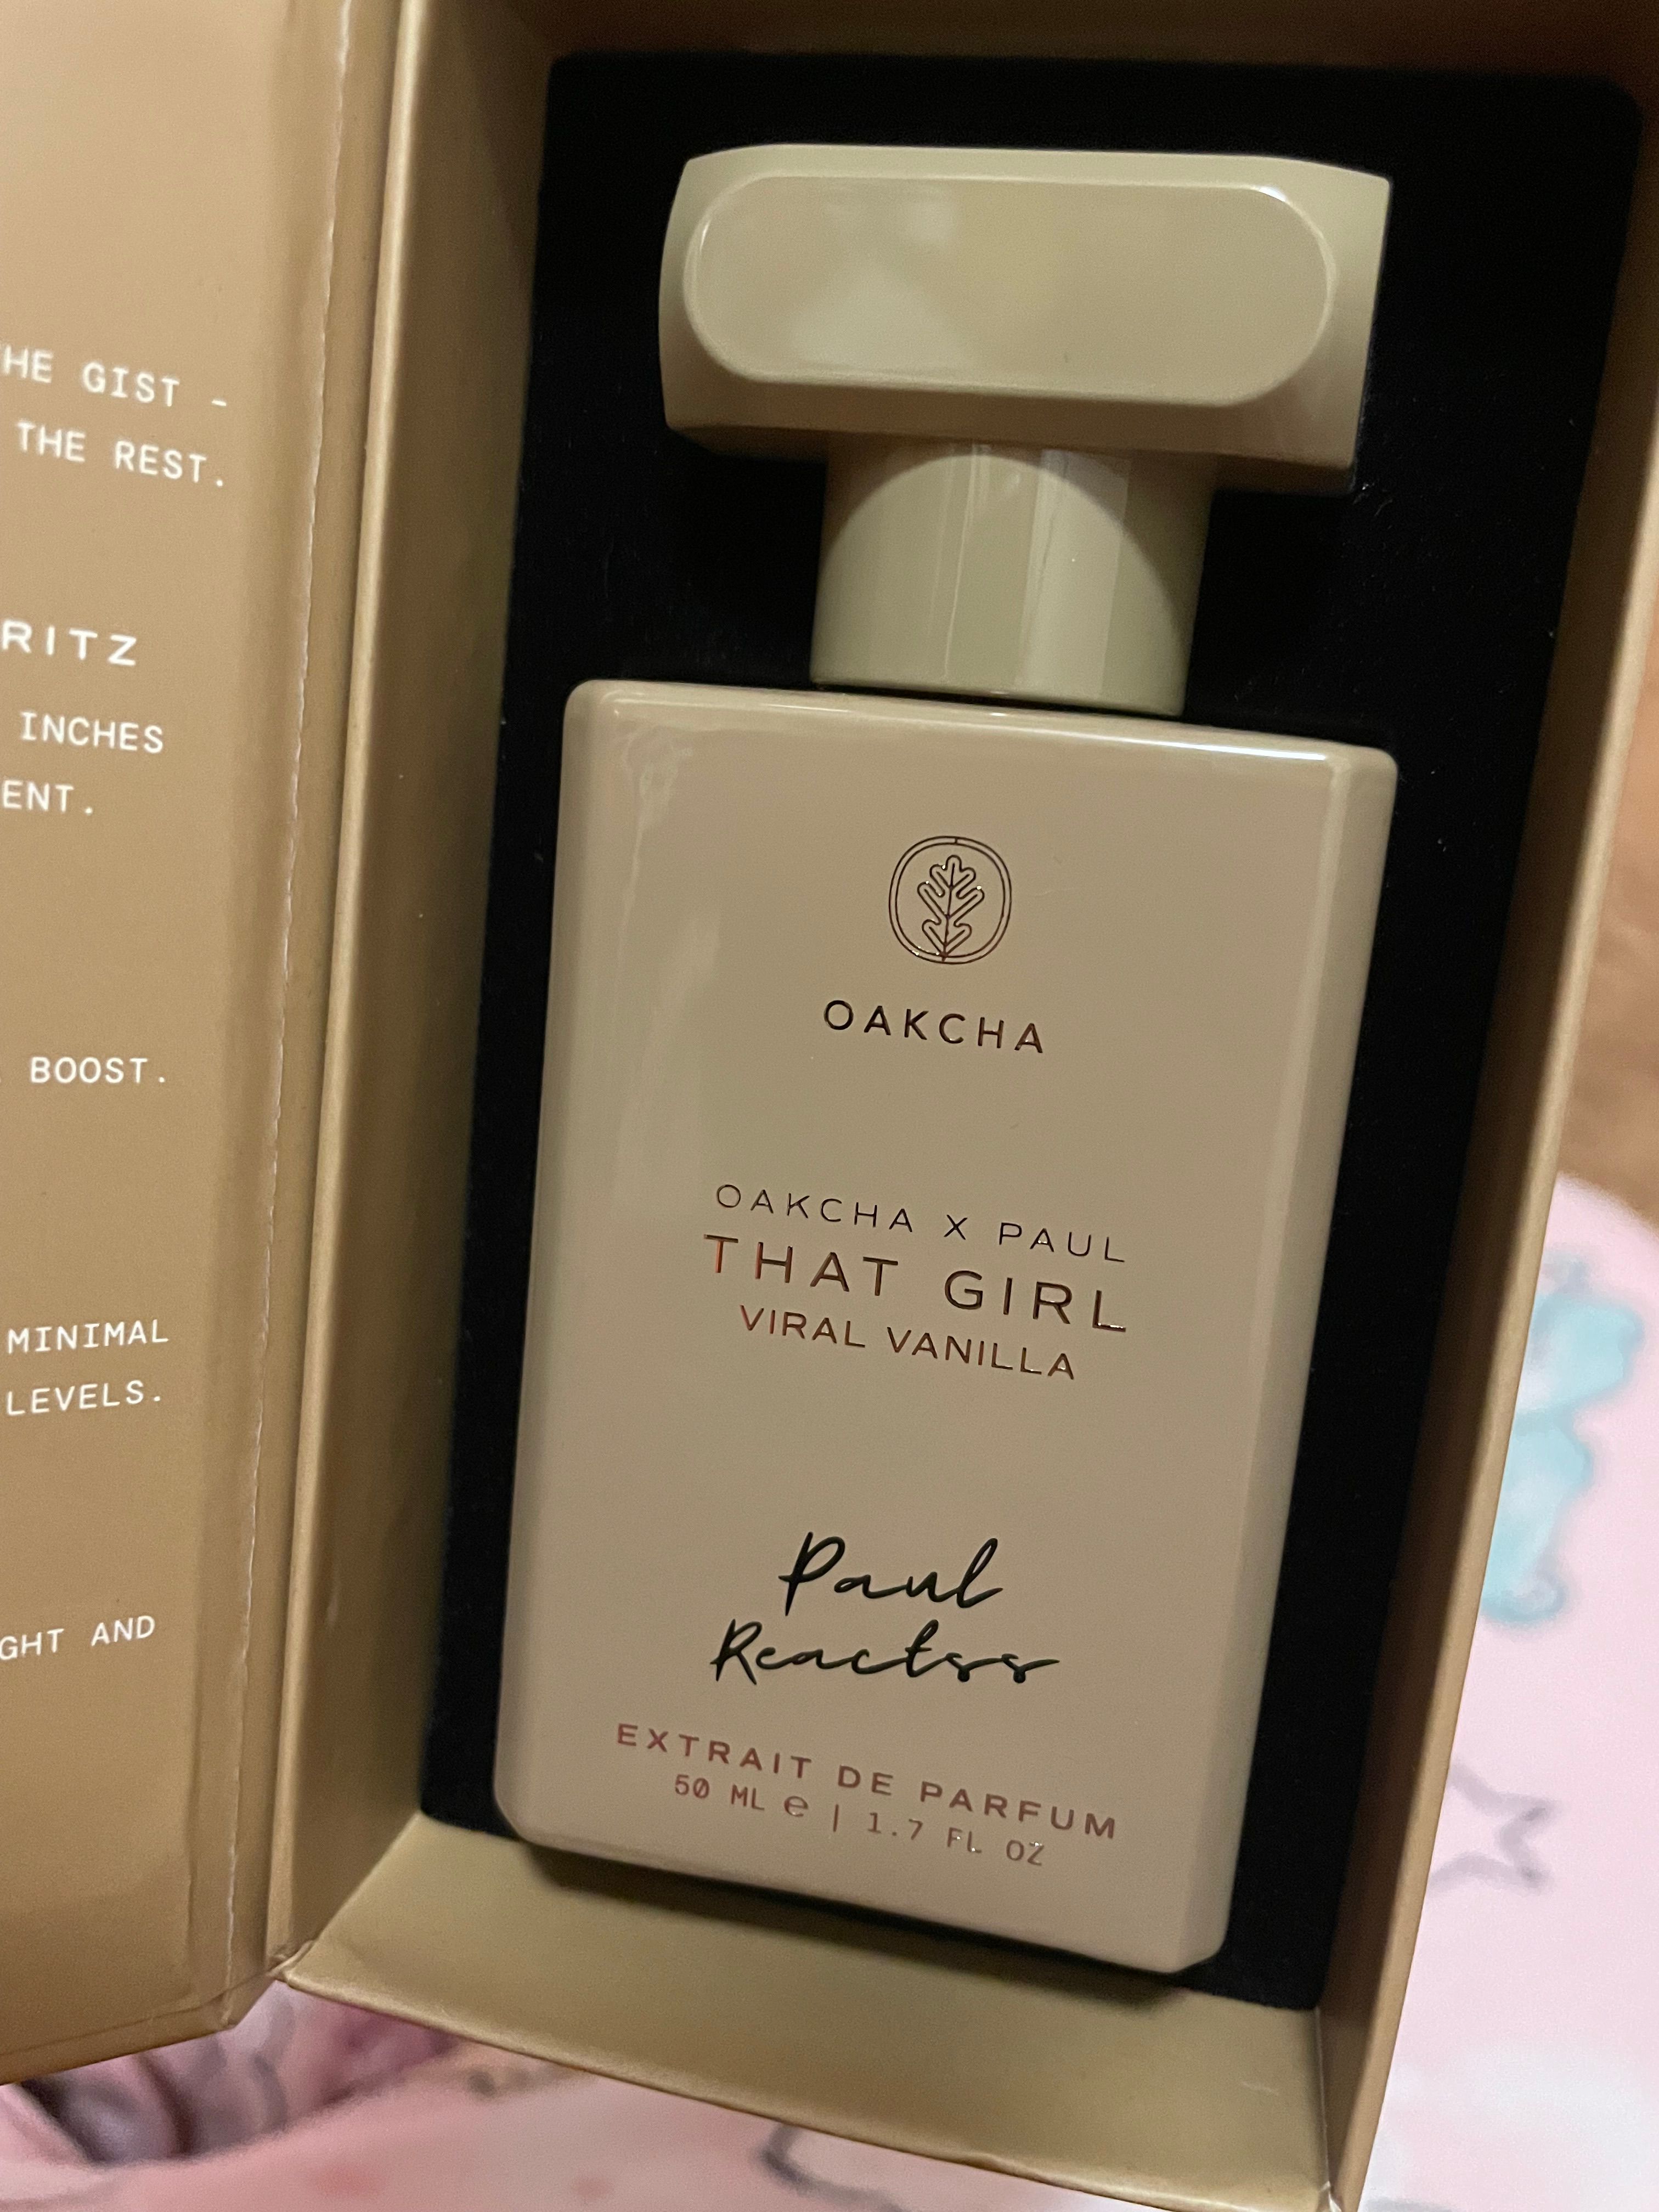 THE GIST -
THE REST.
RITZ
INCHES
ENT.
BOOST.
MINIMAL
LEVELS.
GHT AND
OAKCHA
OAKCHA X PAUL
THAT GIRL
VIRAL VANILLA
Paul
Reactss
EXTRAIT DE PARFUM
50 ML ℮ | 1.7 FL OZ